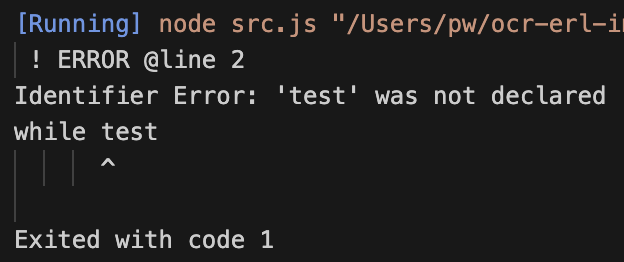 [Running] node src.js "/Users/pw/ocr-erl-i
! ERROR @line 2
Identifier Error: 'test' was not declared
while test
^
Exited with code 1